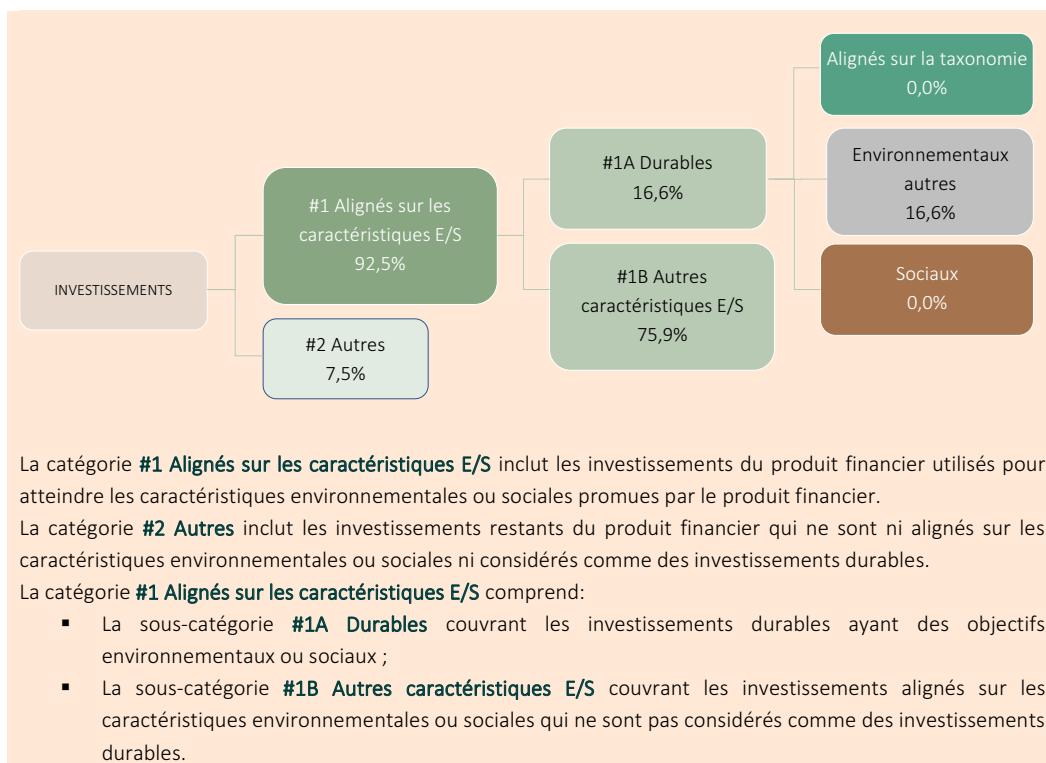 Alignés sur la taxonomie
0,0%
#1A Durables
16,6%
Environnementaux
autres
16,6%
#1 Alignés sur les
caractéristiques E/S
92,5%
#1B Autres
caractéristiques E/S
75,9%
Sociaux
0,0%
INVESTISSEMENTS
#2 Autres
7,5%
La catégorie #1 Alignés sur les caractéristiques E/S inclut les investissements du produit financier utilisés pour
atteindre les caractéristiques environnementales ou sociales promues par le produit financier.
La catégorie #2 Autres inclut les investissements restants du produit financier qui ne sont ni alignés sur les
caractéristiques environnementales ou sociales ni considérés comme des investissements durables.
La catégorie #1 Alignés sur les caractéristiques E/S comprend:
▪ La sous-catégorie #1A Durables couvrant les investissements durables ayant des objectifs
environnementaux ou sociaux ;
▪ La sous-catégorie #1B Autres caractéristiques E/S couvrant les investissements alignés sur les
caractéristiques environnementales ou sociales qui ne sont pas considérés comme des investissements
durables.